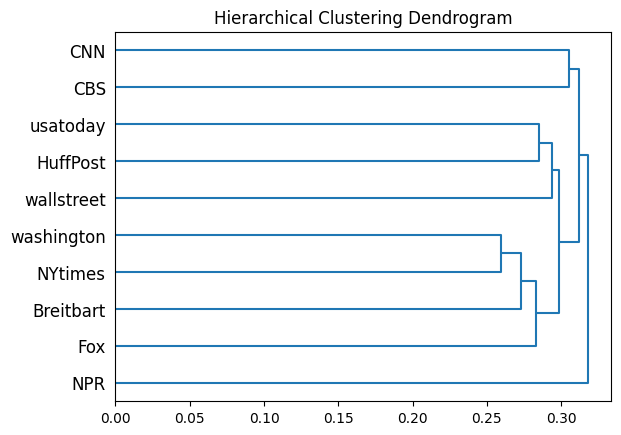 Hierarchical Clustering Dendrogram
CNN
CBS
usatoday
HuffPost
wallstreet
washington
NYtimes
Breitbart
Fox
NPR
0.00 0.05 0.10 0.15 0.20 0.25 0.30